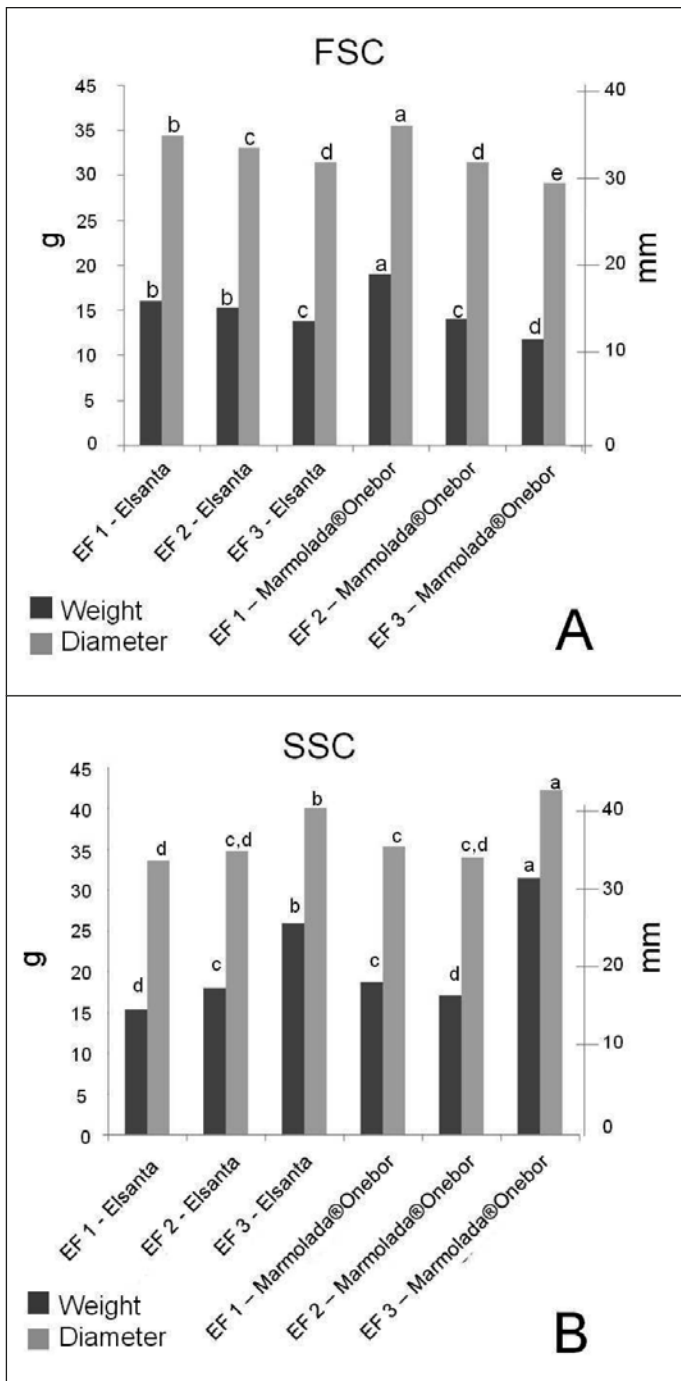 FSC
45
35
30
25
20
15
10
5
0
g
b
b
c
b
d
c
a
a
d
c
e
d
40
30
20
10
0
mm
EF 1 - Elsanta
EF 2 - Elsanta
EF 3 - Elsanta
EF 1 – Marmolada®Onebor
EF 2 – Marmolada®Onebor
EF 3 – Marmolada®Onebor
Weight
Diameter
A
SSC
45
40
35
30
25
20
15
10
5
0
g
d
d
c
c,d
b
b
c
c
d
c,d
a
a
40
30
20
10
0
mm
EF 1 - Elsanta
EF 2 - Elsanta
EF 3 - Elsanta
EF 1 – Marmolada®Onebor
EF 2 – Marmolada®Onebor
EF 3 – Marmolada®Onebor
Weight
Diameter
B